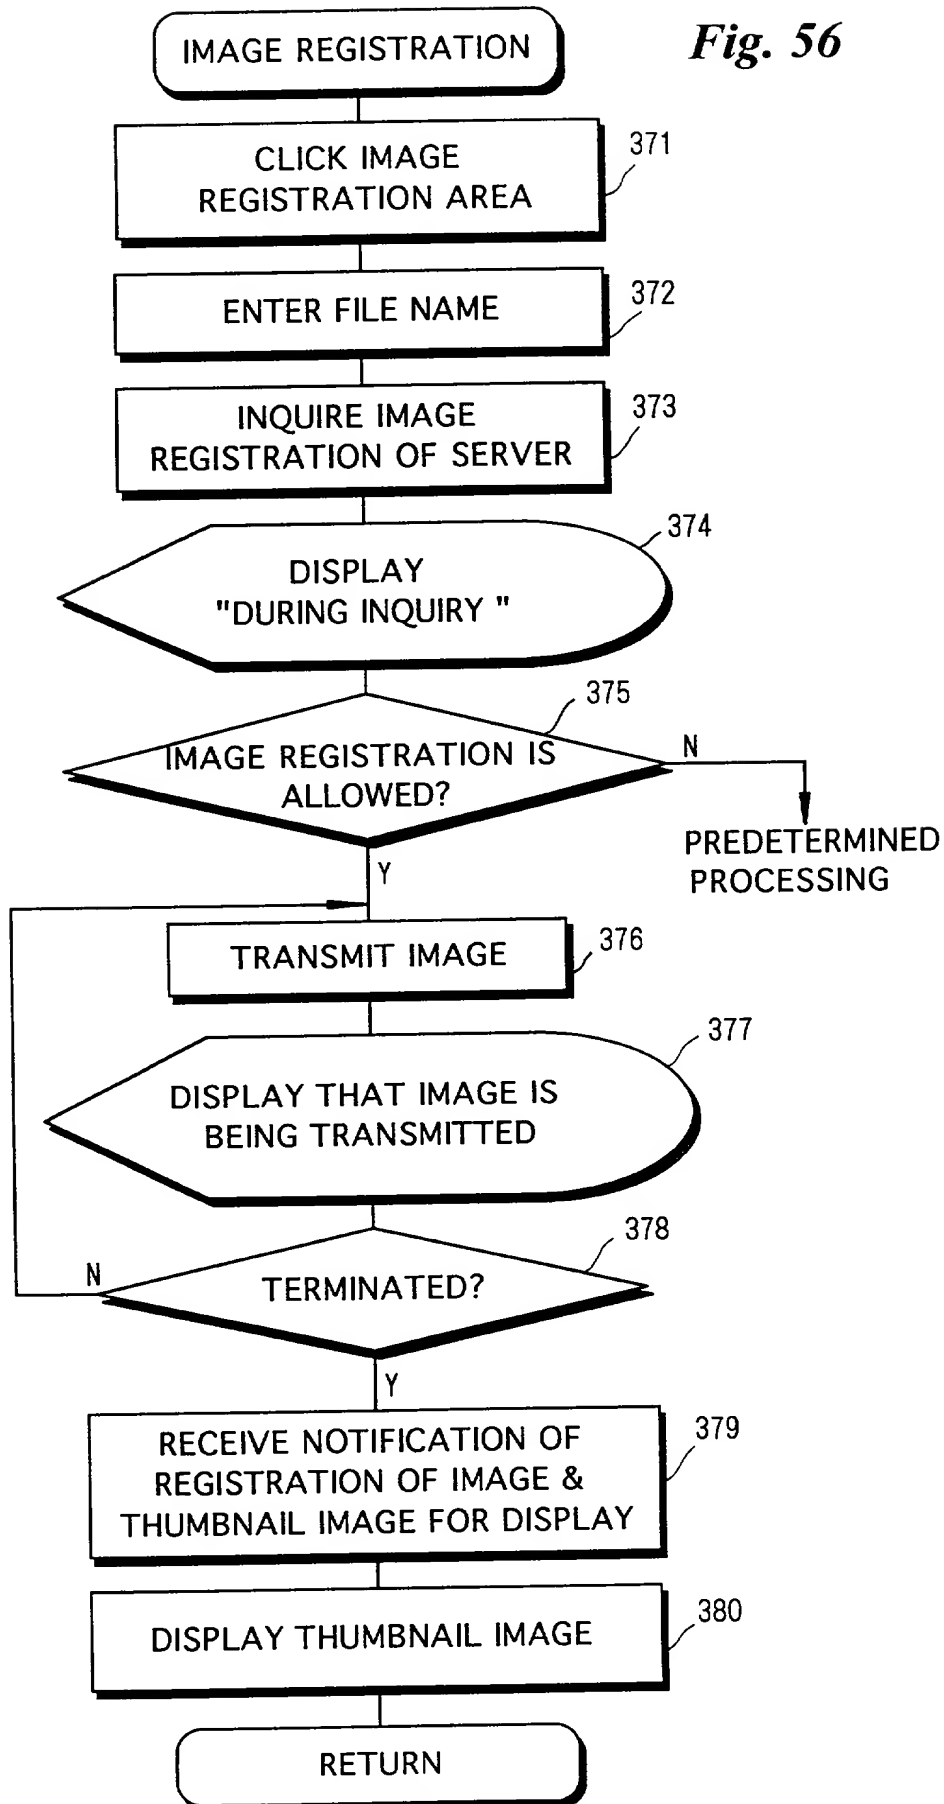 Fig. 56
IMAGE REGISTRATION
CLICK IMAGE
REGISTRATION AREA
371
ENTER FILE NAME
372
INQUIRE IMAGE
REGISTRATION OF SERVER
373
DISPLAY
"DURING INQUIRY "
374
IMAGE REGISTRATION IS
ALLOWED?
375
N
PREDETERMINED
PROCESSING
Y
TRANSMIT IMAGE
376
DISPLAY THAT IMAGE IS
BEING TRANSMITTED
377
TERMINATED?
378
N
Y
RECEIVE NOTIFICATION OF
REGISTRATION OF IMAGE &
THUMBNAIL IMAGE FOR DISPLAY
379
DISPLAY THUMBNAIL IMAGE
380
RETURN